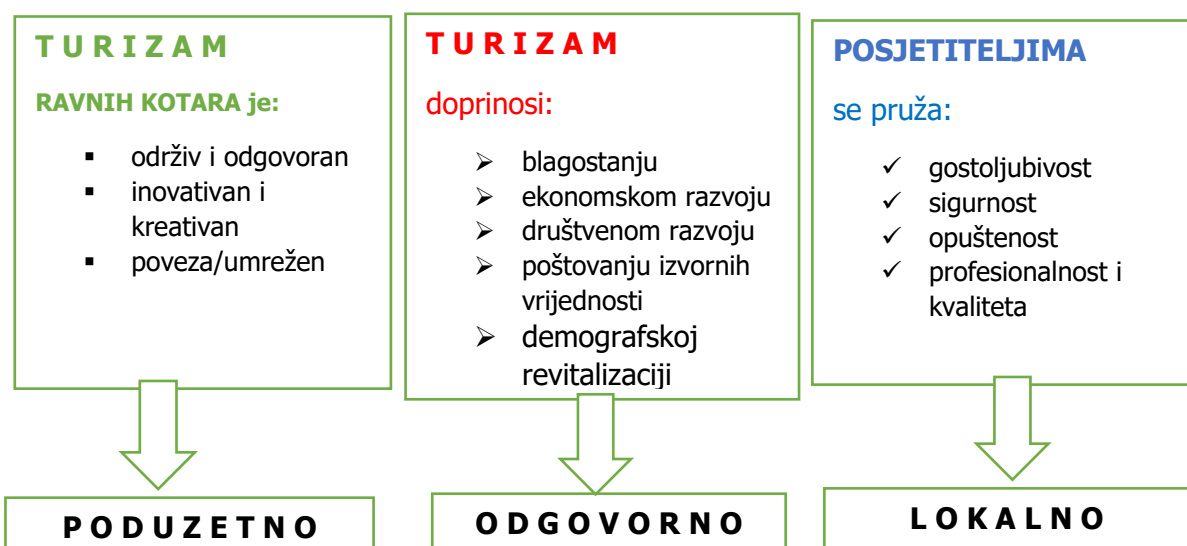 T U R I Z A M
RAVNIH KOTARA je:
▪ održiv i odgovoran
▪ inovativan i
kreativan
▪ poveza/umrežen
P O D U Z E T N O
T U R I Z A M
doprinosi:
➢ blagostanju
➢ ekonomskom razvoju
➢ društvenom razvoju
➢ poštovanju izvornih
vrijednosti
➢ demografskoj
revitalizaciji
O D G O V O R N O
POSJETITELJIMA
se pruža:
✓ gostoljubivost
✓ sigurnost
✓ opuštenost
✓ profesionalnost i
kvaliteta
L O K A L N O